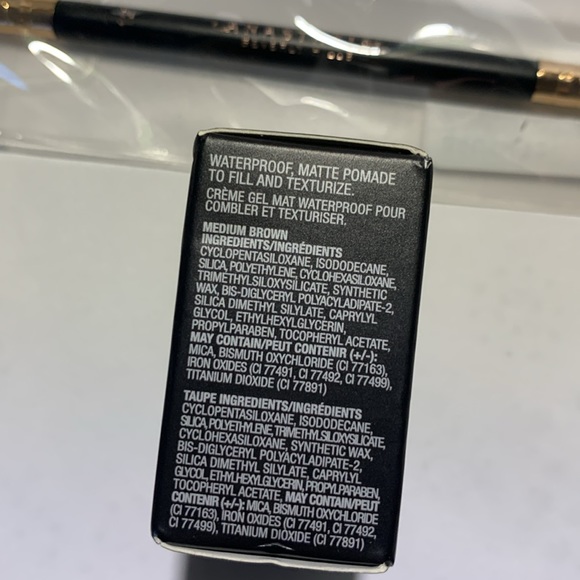 WATERPROOF, MATTE POMADE
TO FILL AND TEXTURIZE.
CRÈME GEL MAT WATERPROOF POUR
COMBLER ET TEXTURISER.
MEDIUM BROWN
INGREDIENTS/INGRÉDIENTS
CYCLOPENTASILOXANE, ISODODECANE,
SILICA, POLYETHYLENE, CYCLOHEXASILOXANE,
TRIMETHYLSILOXYSILICATE, SYNTHETIC
WAX, BIS-DIGLYCERYL POLYACYLADIPATE-2,
SILICA DIMETHYL SILYLATE, CAPRYLYL
GLYCOL, ETHYLHEXYLGLYCERIN,
PROPYLPARABEN, TOCOPHERYL ACETATE,
MAY CONTAIN/PEUT CONTENIR (+/-):
MICA, BISMUTH OXYCHLORIDE (CI 77163),
IRON OXIDES (CI 77491, CI 77492, CI 77499),
TITANIUM DIOXIDE (CI 77891)
TAUPE INGREDIENTS/INGRÉDIENTS
CYCLOPENTASILOXANE, ISODODECANE,
SILICA, POLYETHYLENE, TRIMETHYLSILOXYSILICATE,
CYCLOHEXASILOXANE, SYNTHETIC WAX,
BIS-DIGLYCERYL POLYACYLADIPATE-2,
SILICA DIMETHYL SILYLATE, CAPRYLYL
GLYCOL, ETHYLHEXYLGLYCERIN, PROPYLPARABEN,
TOCOPHERYL ACETATE, MAY CONTAIN/PEUT
CONTENIR (+/-): MICA, BISMUTH OXYCHLORIDE
(CI 77163), IRON OXIDES (CI 77491, CI 77492,
CI 77499), TITANIUM DIOXIDE (CI 77891)